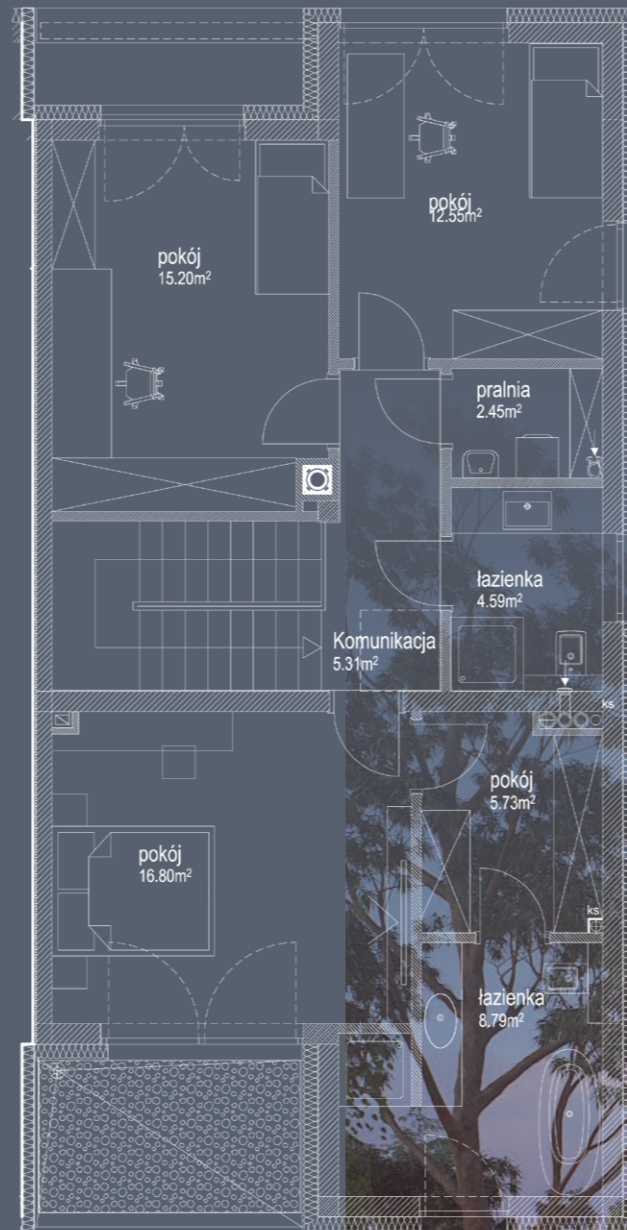 pokój
12.55m²
pokój
15.20m²
pralnia
2.45m²
łazienka
4.59m²
Komunikacja
5.31m²
ks
pokój
5.73m²
pokój
16.80m²
ks
łazienka
8.79m²